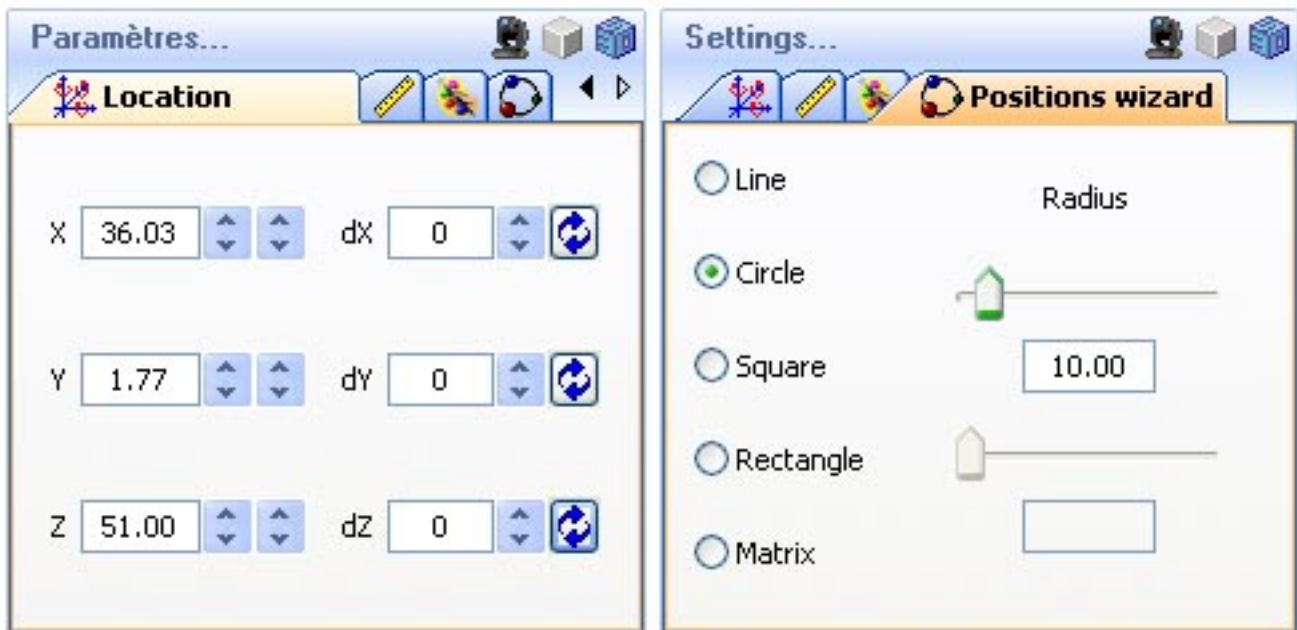 Paramètres...
Location
X 36.03 dX 0
Y 1.77 dY 0
Z 51.00 dZ 0
Settings...
Positions wizard
Line
Radius
Circle
Square
10.00
Rectangle
Matrix